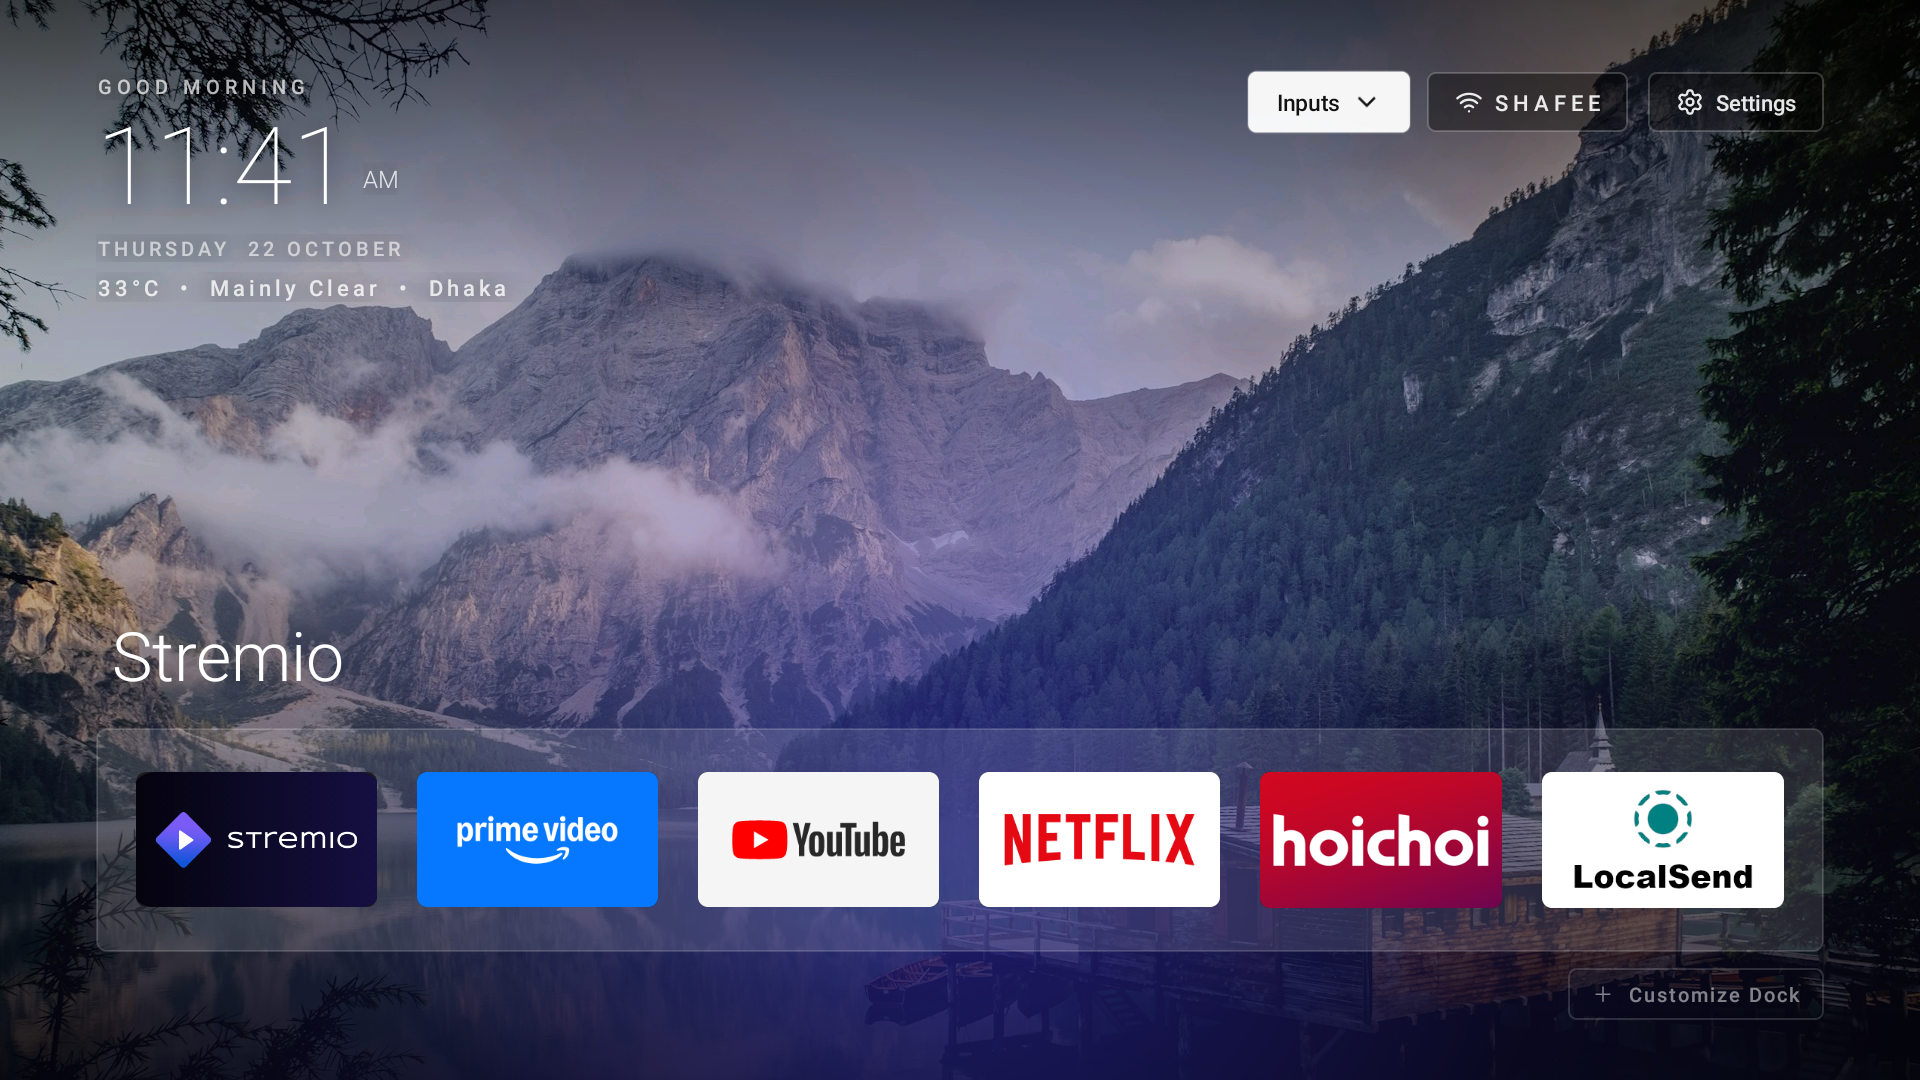 GOOD MORNING
11:41 AM
THURSDAY 22 OCTOBER
33°C • Mainly Clear • Dhaka
Inputs
SHAFEE
Settings
Stremio
STREMIO
prime video
YouTube
NETFLIX
hoichoi
LocalSend
+ Customize Dock